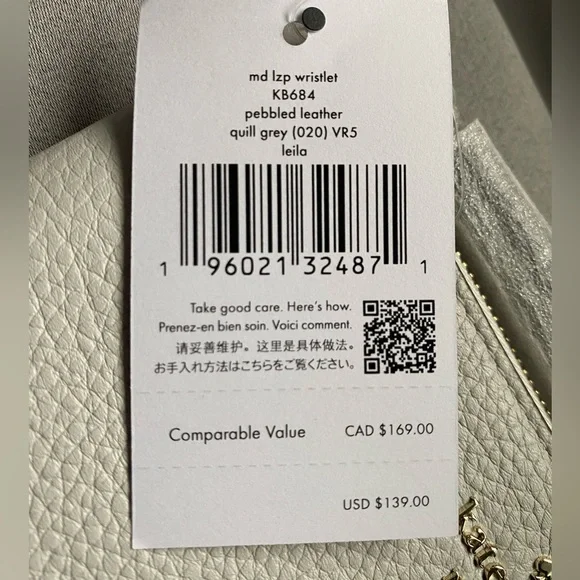 md lzp wristlet
KB684
pebbled leather
quill grey (020) VR5
leila
1 96021 32487 1
Take good care. Here's how.
Prenez-en bien soin. Voici comment.
请妥善维护。这里是具体做法。
お手入れ方法はこちらをご覧ください。
Comparable Value CAD $169.00
USD $139.00